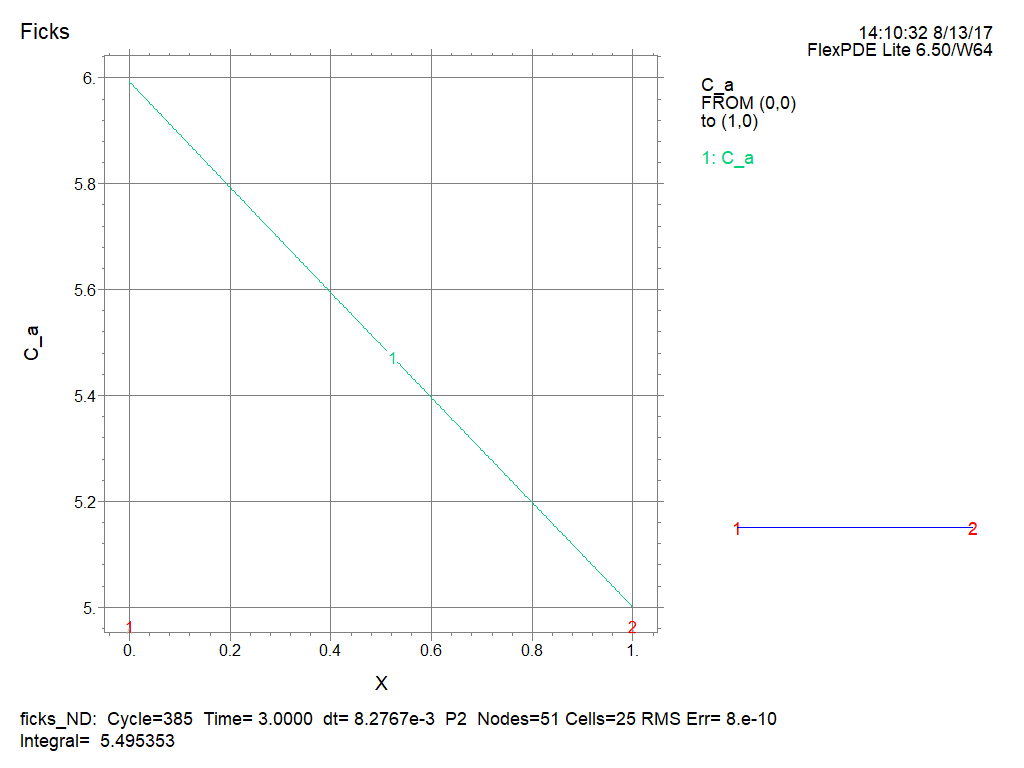 Ficks
14:10:32 8/13/17
FlexPDE Lite 6.50/W64
C_a
FROM (0,0)
to (1,0)
1: C_a
6.
5.8
5.6
5.4
5.2
5.
C_a
1
1
2
0.
0.2
0.4
0.6
0.8
1.
X
1
2
ficks_ND: Cycle=385 Time= 3.0000 dt= 8.2767e-3 P2 Nodes=51 Cells=25 RMS Err= 8.e-10
Integral= 5.495353